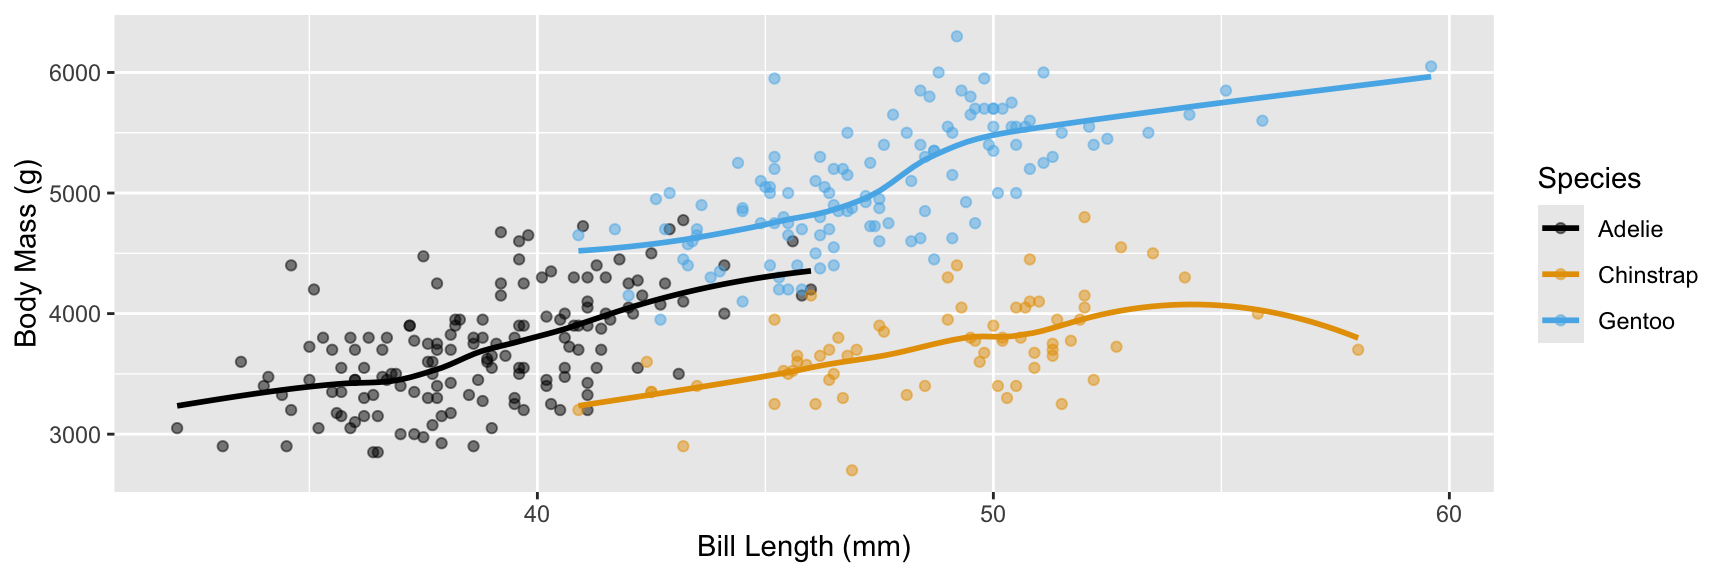 Body Mass (g)
6000
5000
4000
3000
40
50
60
Bill Length (mm)
Species
Adelie
Chinstrap
Gentoo